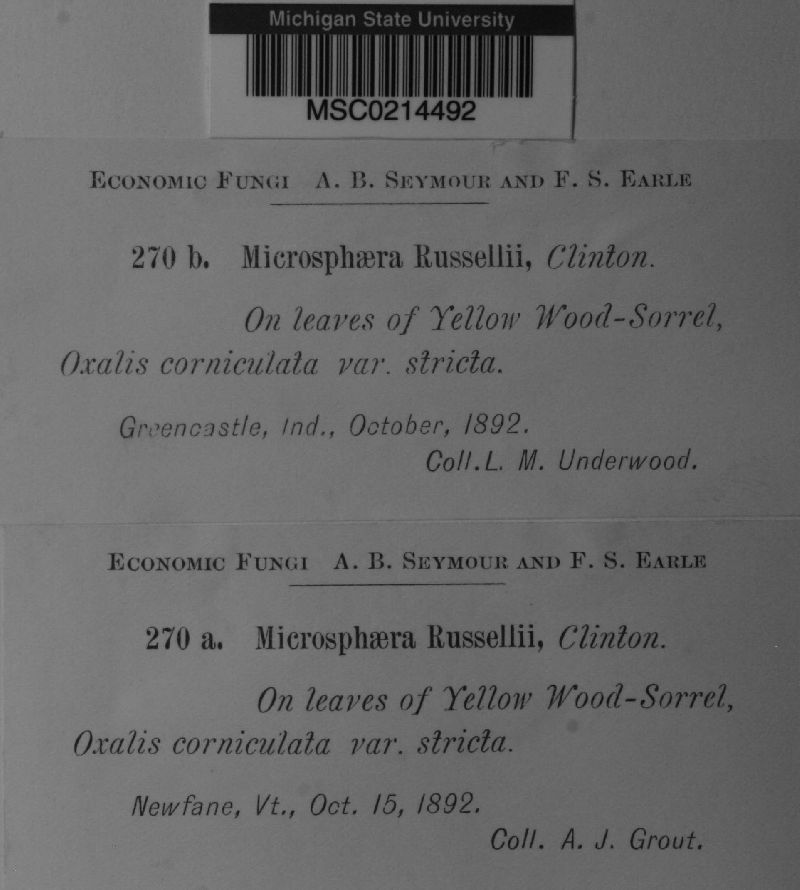 Michigan State University
MSC0214492
Economic Fungi A. B. Seymour and F. S. Earle
270 b. Microsphæra Russellii, Clinton.
On leaves of Yellow Wood-Sorrel,
Oxalis corniculata var. stricta.
Greencastle, Ind., October, 1892.
Coll. L. M. Underwood.
Economic Fungi A. B. Seymour and F. S. Earle
270 a. Microsphæra Russellii, Clinton.
On leaves of Yellow Wood-Sorrel,
Oxalis corniculata var. stricta.
Newfane, Vt., Oct. 15, 1892.
Coll. A. J. Grout.